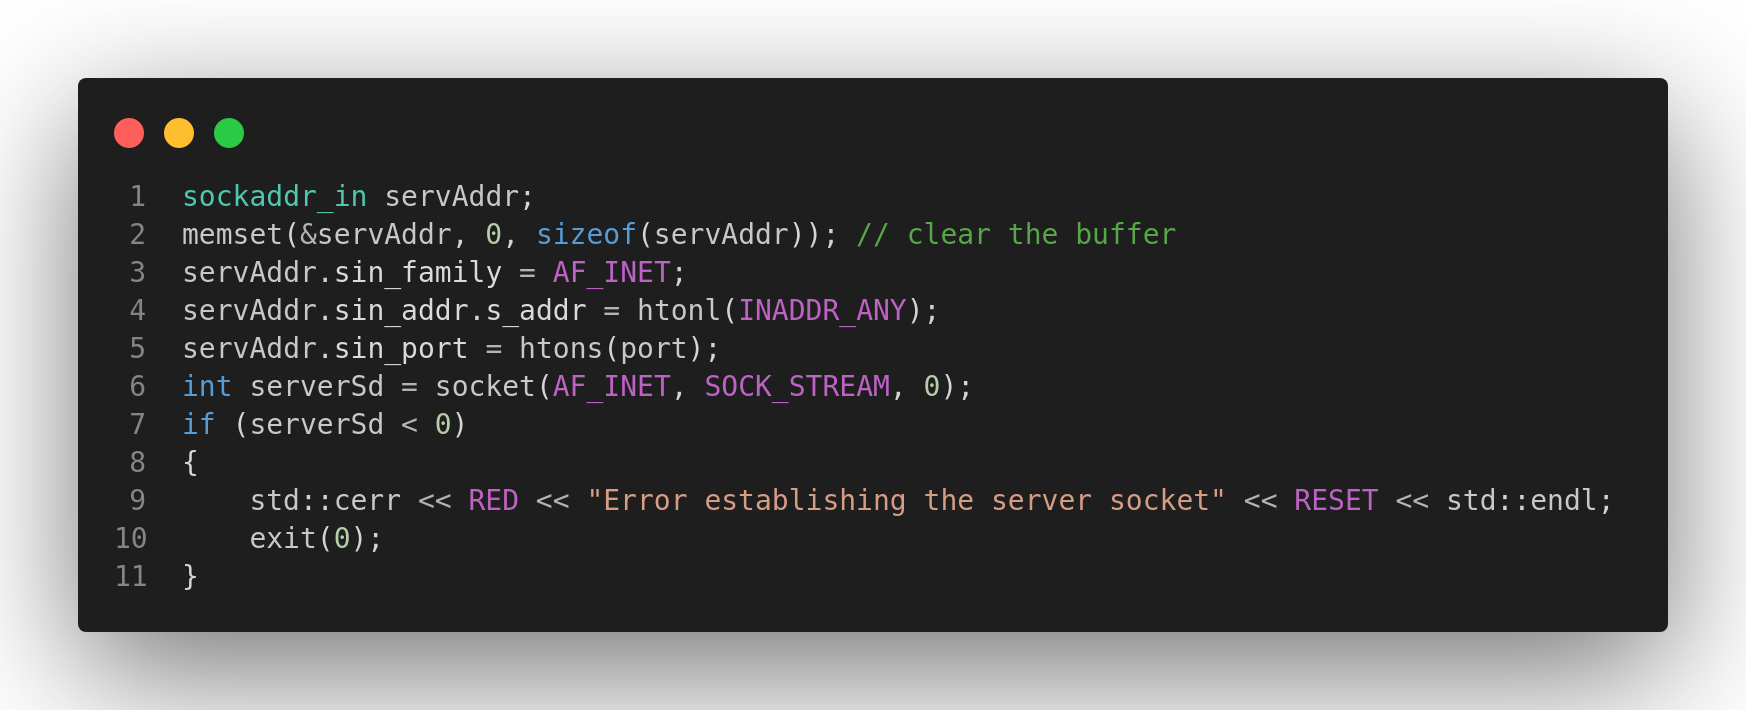 1 sockaddr_in servAddr;
2 memset(&servAddr, 0, sizeof(servAddr)); // clear the buffer
3 servAddr.sin_family = AF_INET;
4 servAddr.sin_addr.s_addr = htonl(INADDR_ANY);
5 servAddr.sin_port = htons(port);
6 int serverSd = socket(AF_INET, SOCK_STREAM, 0);
7 if (serverSd < 0)
8 {
9     std::cerr << RED << "Error establishing the server socket" << RESET << std::endl;
10     exit(0);
11 }